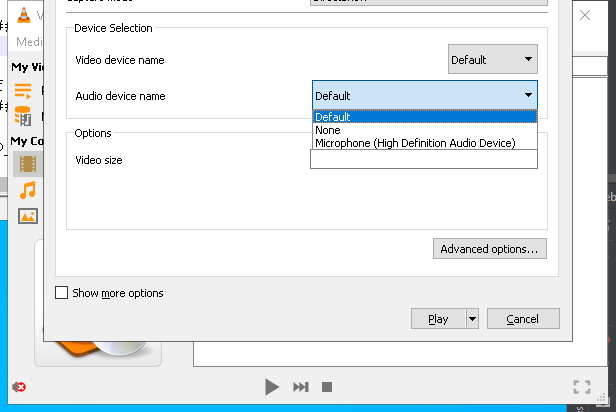 Device Selection
Video device name
Default
Audio device name
Default
Default
None
Microphone (High Definition Audio Device)
Options
Video size
Advanced options...
Show more options
Play
Cancel
Medi
My Vi
My Co